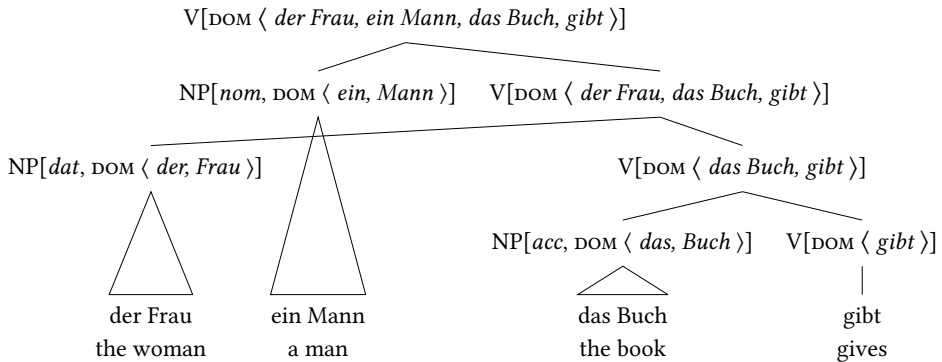 V[DOM ⟨ der Frau, ein Mann, das Buch, gibt ⟩]
NP[nom, DOM ⟨ ein, Mann ⟩] V[DOM ⟨ der Frau, das Buch, gibt ⟩]
NP[dat, DOM ⟨ der, Frau ⟩] V[DOM ⟨ das Buch, gibt ⟩]
NP[acc, DOM ⟨ das, Buch ⟩] V[DOM ⟨ gibt ⟩]
der Frau ein Mann das Buch gibt
the woman a man the book gives